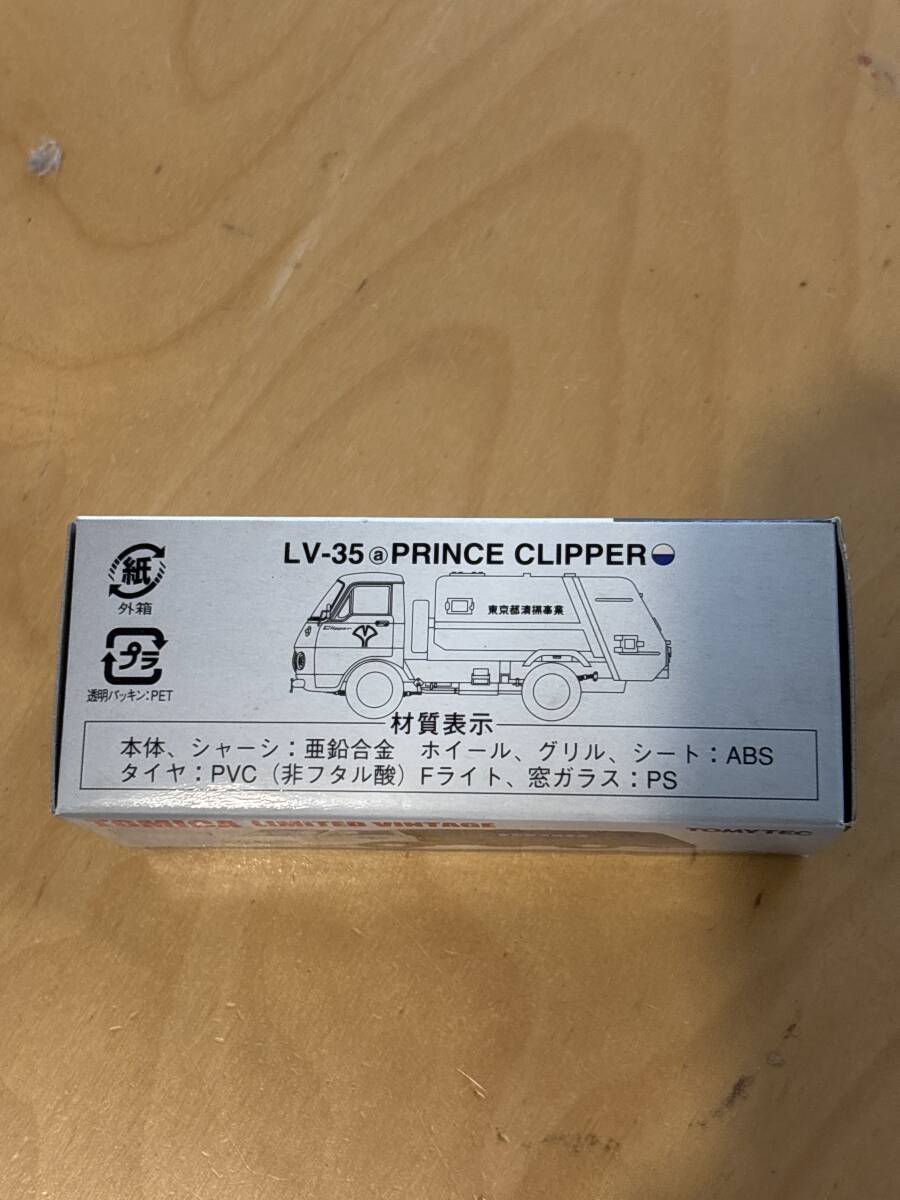 LV-35ⓐPRINCE CLIPPER
紙
外箱
プラ
透明パッキン:PET
Clipper
東京都清掃事業
材質表示
本体、シャーシ:亜鉛合金 ホイール、グリル、シート:ABS
タイヤ:PVC(非フタル酸)Fライト、窓ガラス:PS
TOMICA LIMITED VINTAGE
TOMYTEC